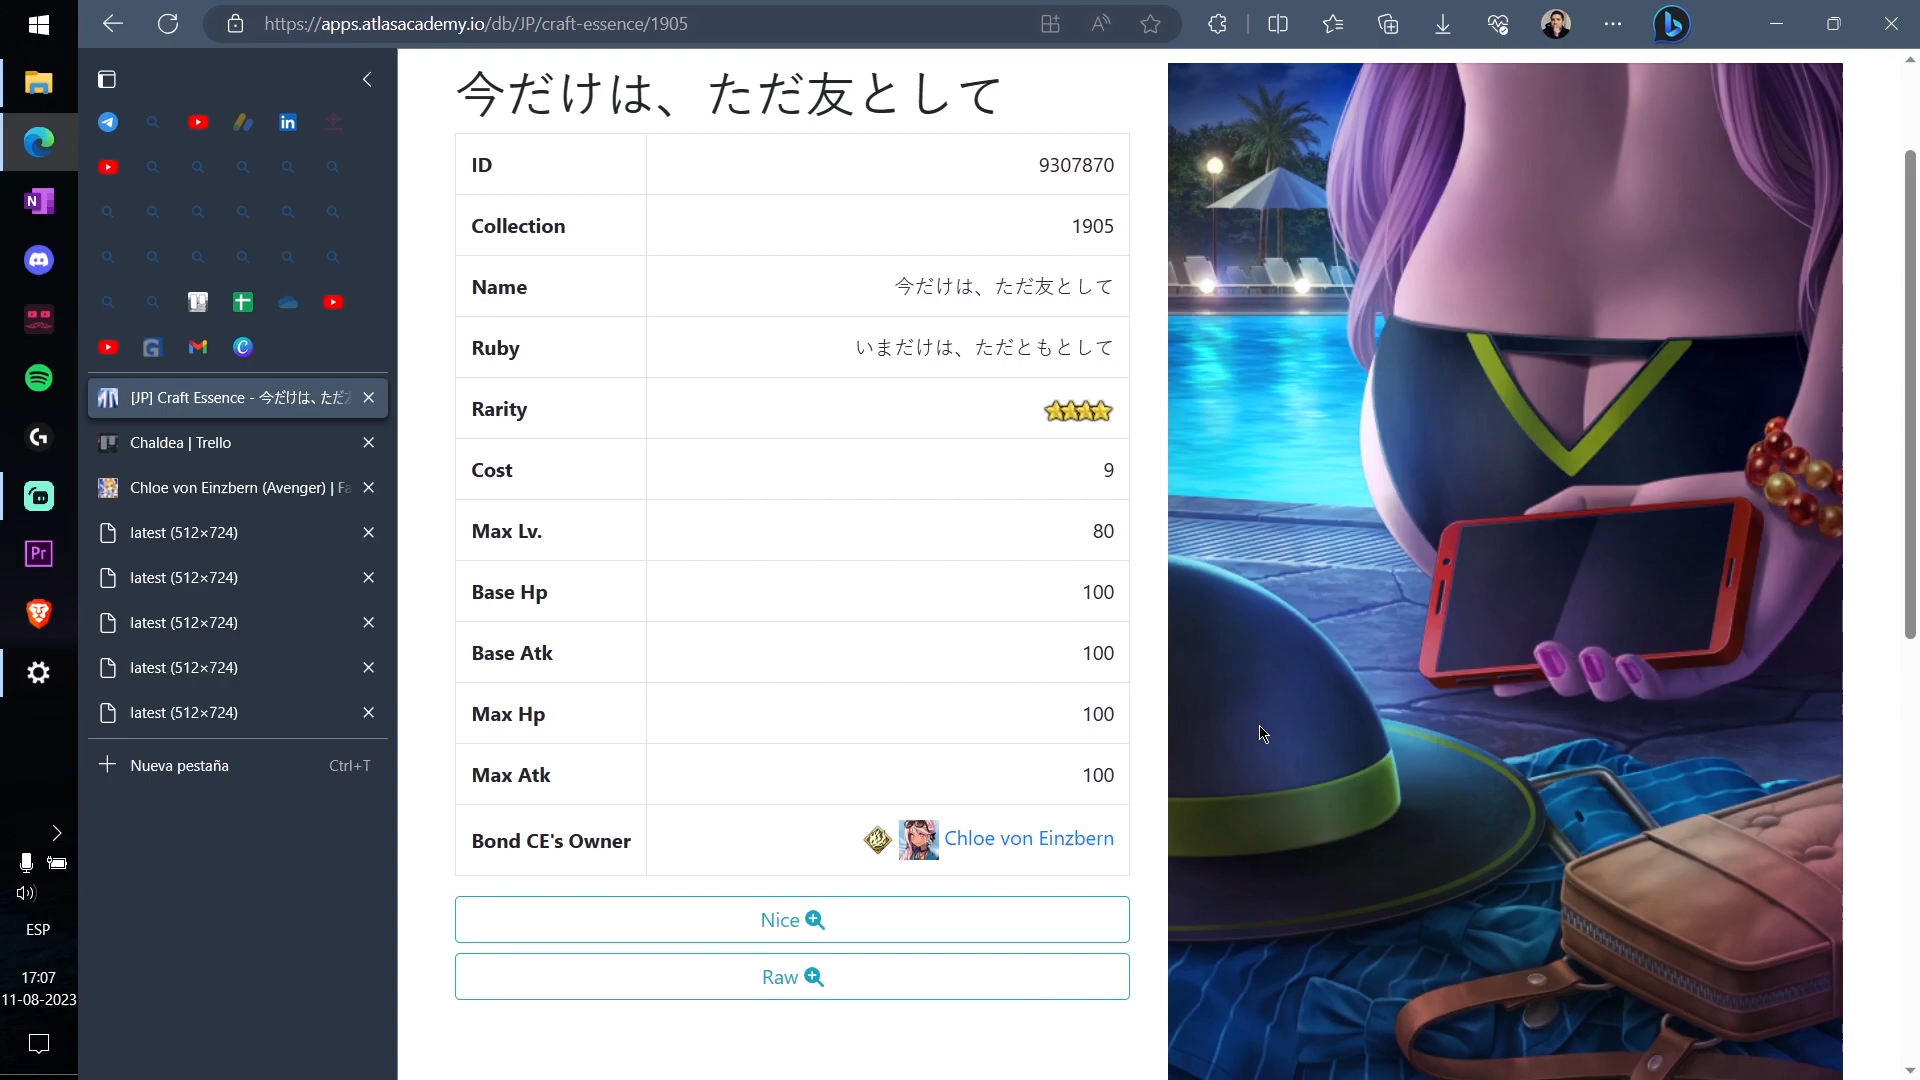 https://apps.atlasacademy.io/db/JP/craft-essence/1905
[JP] Craft Essence - 今だけは、ただ
Chaldea | Trello
Chloe von Einzbern (Avenger) | Fa
latest (512×724)
latest (512×724)
latest (512×724)
latest (512×724)
latest (512×724)
Nueva pestaña Ctrl+T
ESP
17:07
11-08-2023
今だけは、ただ友として
ID 9307870
Collection 1905
Name 今だけは、ただ友として
Ruby いまだけは、ただともとして
Rarity
Cost 9
Max Lv. 80
Base Hp 100
Base Atk 100
Max Hp 100
Max Atk 100
Bond CE's Owner Chloe von Einzbern
Nice
Raw